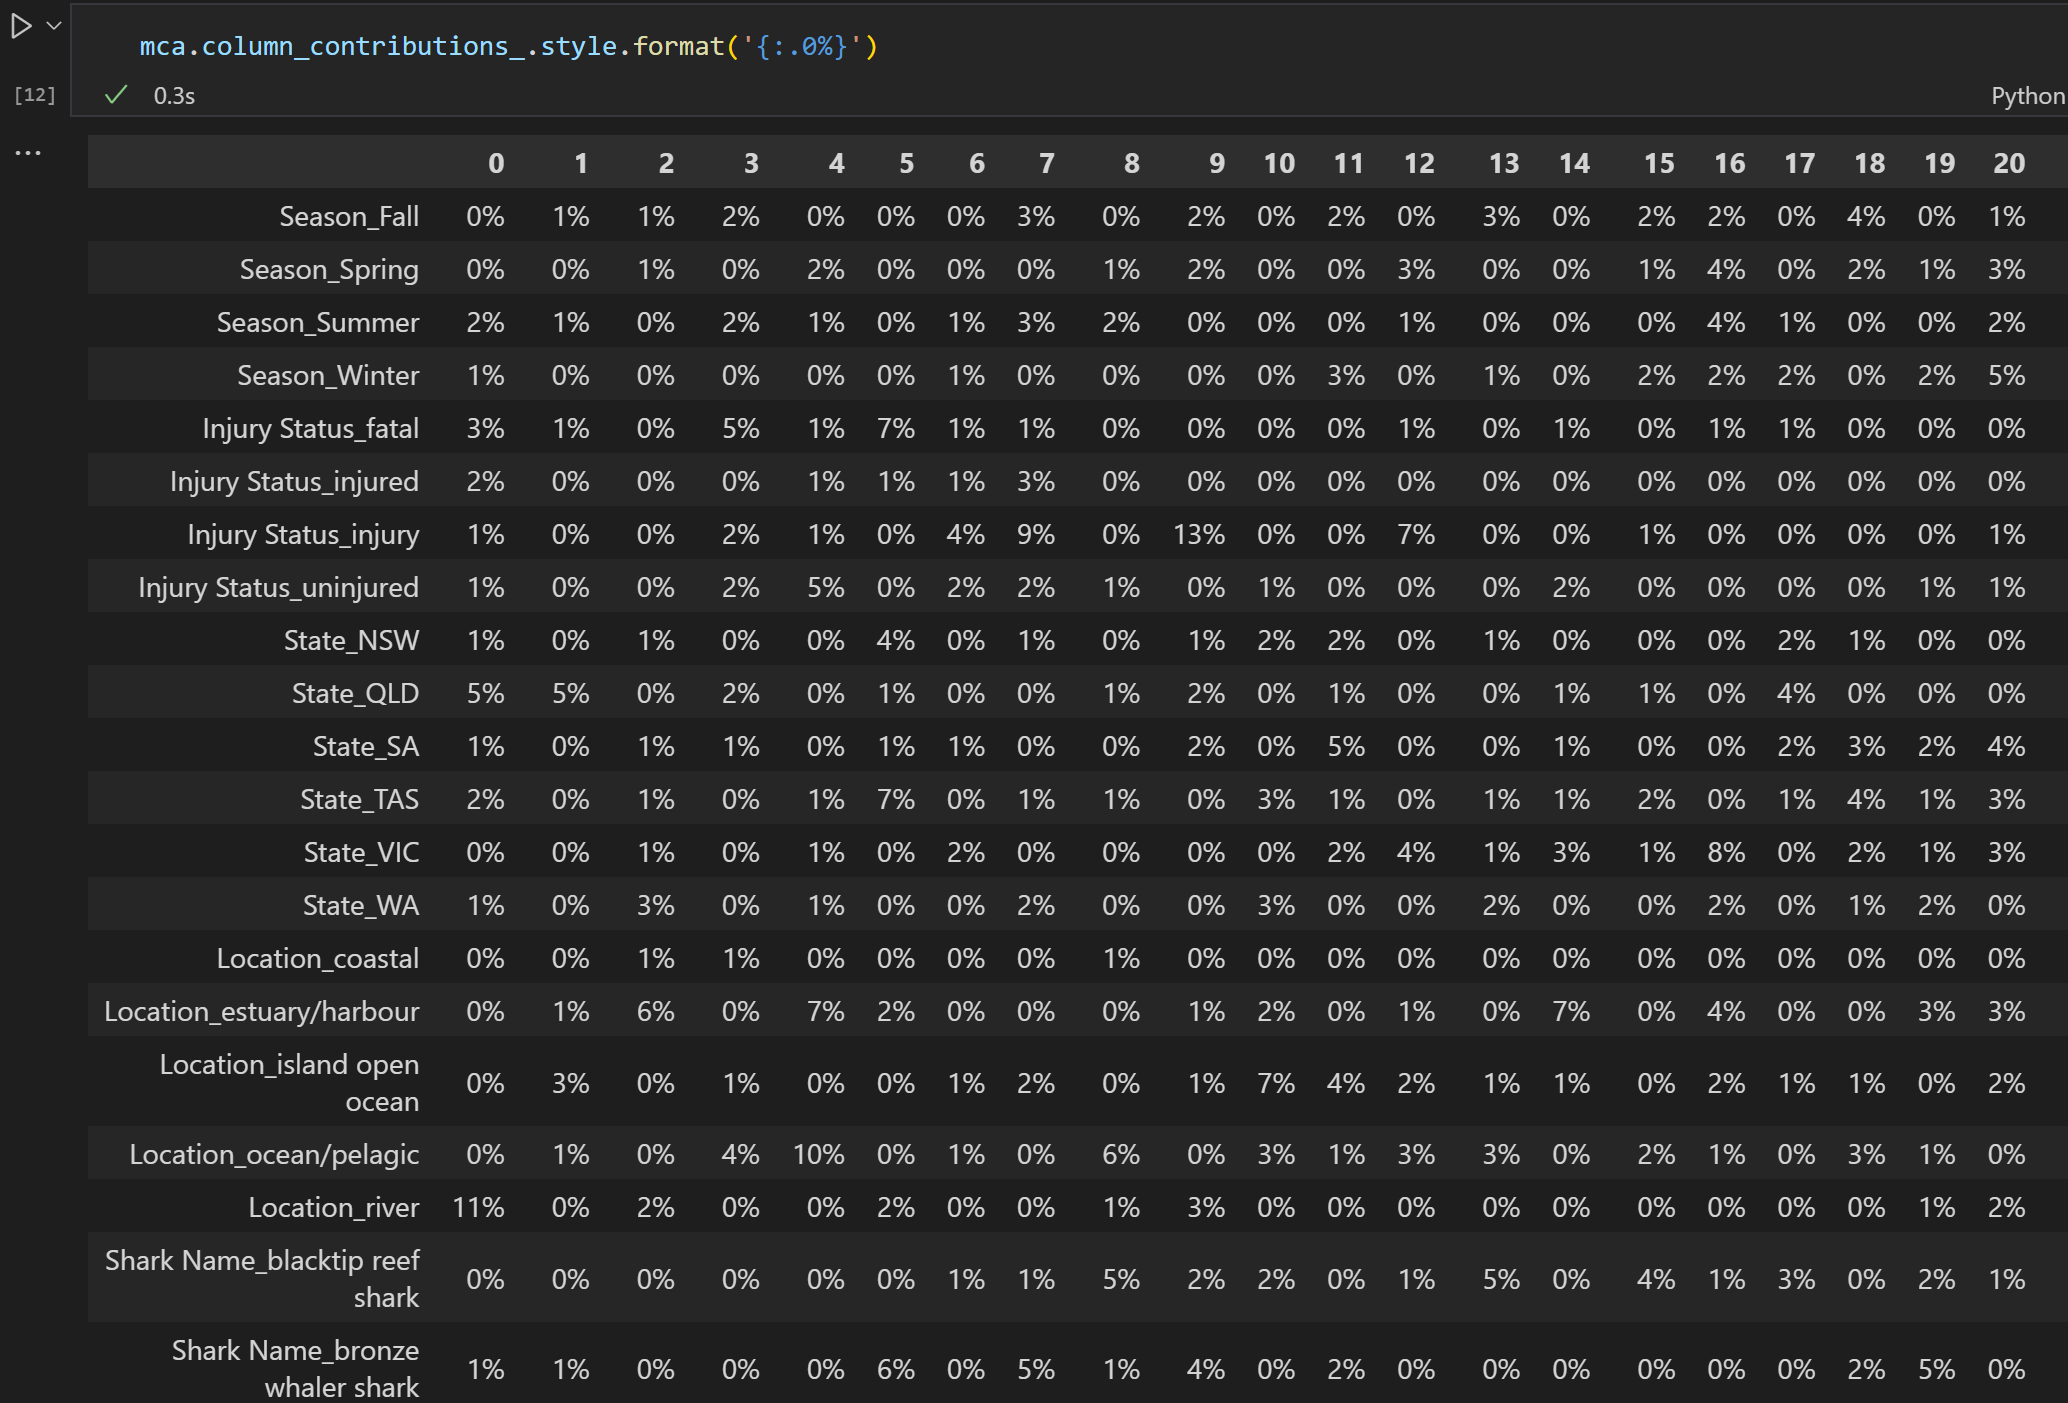 mca.column_contributions_.style.format('{:.0%}')
[12] 0.3s Python
...
0 1 2 3 4 5 6 7 8 9 10 11 12 13 14 15 16 17 18 19 20
Season_Fall 0% 1% 1% 2% 0% 0% 0% 3% 0% 2% 0% 2% 0% 3% 0% 2% 2% 0% 4% 0% 1%
Season_Spring 0% 0% 1% 0% 2% 0% 0% 0% 1% 2% 0% 0% 3% 0% 0% 1% 4% 0% 2% 1% 3%
Season_Summer 2% 1% 0% 2% 1% 0% 1% 3% 2% 0% 0% 0% 1% 0% 0% 0% 4% 1% 0% 0% 2%
Season_Winter 1% 0% 0% 0% 0% 0% 1% 0% 0% 0% 0% 3% 0% 1% 0% 2% 2% 2% 0% 2% 5%
Injury Status_fatal 3% 1% 0% 5% 1% 7% 1% 1% 0% 0% 0% 0% 1% 0% 1% 0% 1% 1% 0% 0% 0%
Injury Status_injured 2% 0% 0% 0% 1% 1% 1% 3% 0% 0% 0% 0% 0% 0% 0% 0% 0% 0% 0% 0% 0%
Injury Status_injury 1% 0% 0% 2% 1% 0% 4% 9% 0% 13% 0% 0% 7% 0% 0% 1% 0% 0% 0% 0% 1%
Injury Status_uninjured 1% 0% 0% 2% 5% 0% 2% 2% 1% 0% 1% 0% 0% 0% 2% 0% 0% 0% 0% 1% 1%
State_NSW 1% 0% 1% 0% 0% 4% 0% 1% 0% 1% 2% 2% 0% 1% 0% 0% 0% 2% 1% 0% 0%
State_QLD 5% 5% 0% 2% 0% 1% 0% 0% 1% 2% 0% 1% 0% 0% 1% 1% 0% 4% 0% 0% 0%
State_SA 1% 0% 1% 1% 0% 1% 1% 0% 0% 2% 0% 5% 0% 0% 1% 0% 0% 2% 3% 2% 4%
State_TAS 2% 0% 1% 0% 1% 7% 0% 1% 1% 0% 3% 1% 0% 1% 1% 2% 0% 1% 4% 1% 3%
State_VIC 0% 0% 1% 0% 1% 0% 2% 0% 0% 0% 0% 2% 4% 1% 3% 1% 8% 0% 2% 1% 3%
State_WA 1% 0% 3% 0% 1% 0% 0% 2% 0% 0% 3% 0% 0% 2% 0% 0% 2% 0% 1% 2% 0%
Location_coastal 0% 0% 1% 1% 0% 0% 0% 0% 1% 0% 0% 0% 0% 0% 0% 0% 0% 0% 0% 0% 0%
Location_estuary/harbour 0% 1% 6% 0% 7% 2% 0% 0% 0% 1% 2% 0% 1% 0% 7% 0% 4% 0% 0% 3% 3%
Location_island open
ocean 0% 3% 0% 1% 0% 0% 1% 2% 0% 1% 7% 4% 2% 1% 1% 0% 2% 1% 1% 0% 2%
Location_ocean/pelagic 0% 1% 0% 4% 10% 0% 1% 0% 6% 0% 3% 1% 3% 3% 0% 2% 1% 0% 3% 1% 0%
Location_river 11% 0% 2% 0% 0% 2% 0% 0% 1% 3% 0% 0% 0% 0% 0% 0% 0% 0% 0% 1% 2%
Shark Name_blacktip reef
shark 0% 0% 0% 0% 0% 0% 1% 1% 5% 2% 2% 0% 1% 5% 0% 4% 1% 3% 0% 2% 1%
Shark Name_bronze
whaler shark 1% 1% 0% 0% 0% 6% 0% 5% 1% 4% 0% 2% 0% 0% 0% 0% 0% 0% 2% 5% 0%